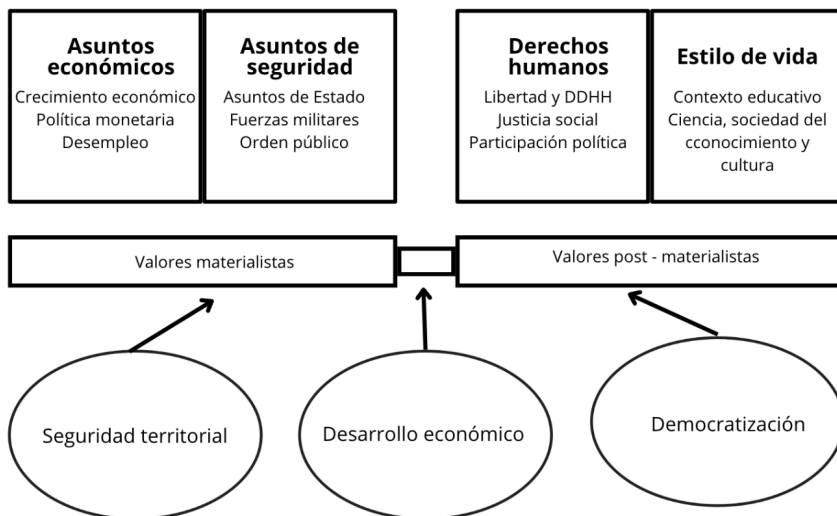 Asuntos
económicos
Crecimiento económico
Política monetaria
Desempleo
Asuntos de
seguridad
Asuntos de Estado
Fuerzas militares
Orden público
Derechos
humanos
Libertad y DDHH
Justicia social
Participación política
Estilo de vida
Contexto educativo
Ciencia, sociedad del
cconocimiento y
cultura
Valores materialistas
Valores post - materialistas
Seguridad territorial
Desarrollo económico
Democratización